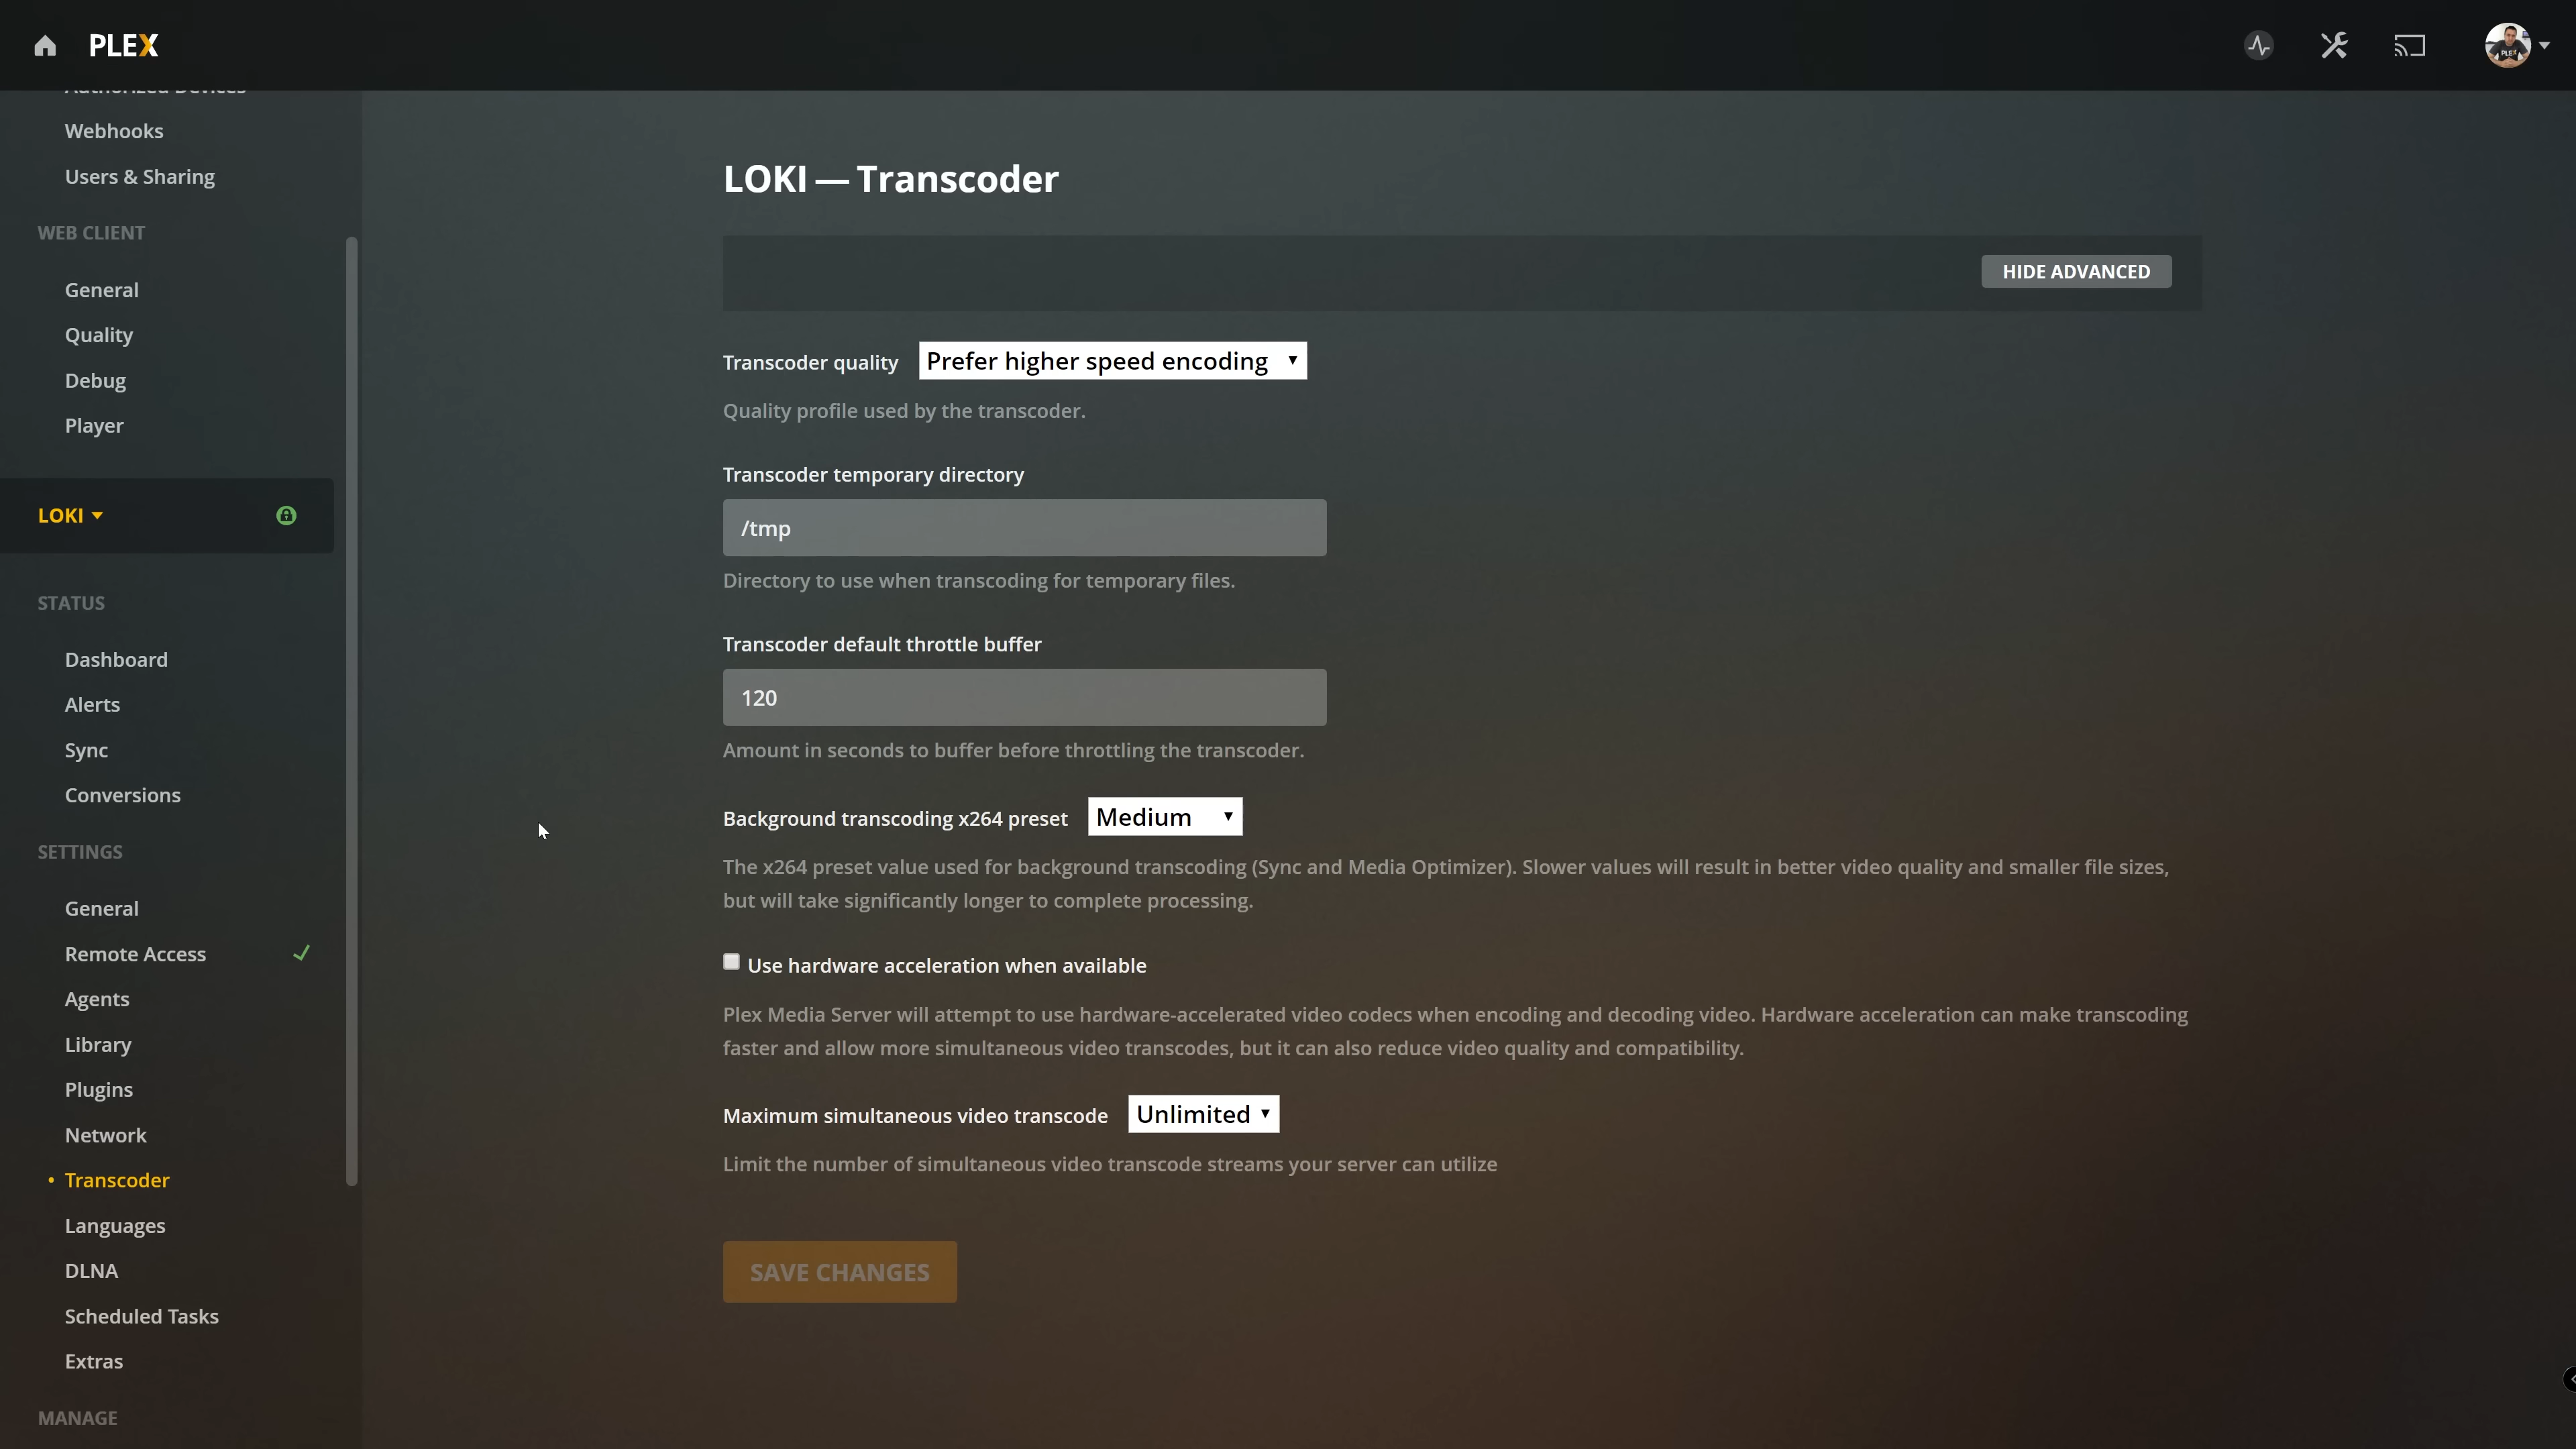 PLEX
Authorized Devices
Webhooks
Users & Sharing
WEB CLIENT
General
Quality
Debug
Player
LOKI
STATUS
Dashboard
Alerts
Sync
Conversions
SETTINGS
General
Remote Access
Agents
Library
Plugins
Network
• Transcoder
Languages
DLNA
Scheduled Tasks
Extras
MANAGE
LOKI — Transcoder
HIDE ADVANCED
Transcoder quality Prefer higher speed encoding
Quality profile used by the transcoder.
Transcoder temporary directory
/tmp
Directory to use when transcoding for temporary files.
Transcoder default throttle buffer
120
Amount in seconds to buffer before throttling the transcoder.
Background transcoding x264 preset Medium
The x264 preset value used for background transcoding (Sync and Media Optimizer). Slower values will result in better video quality and smaller file sizes,
but will take significantly longer to complete processing.
Use hardware acceleration when available
Plex Media Server will attempt to use hardware-accelerated video codecs when encoding and decoding video. Hardware acceleration can make transcoding
faster and allow more simultaneous video transcodes, but it can also reduce video quality and compatibility.
Maximum simultaneous video transcode Unlimited
Limit the number of simultaneous video transcode streams your server can utilize
SAVE CHANGES